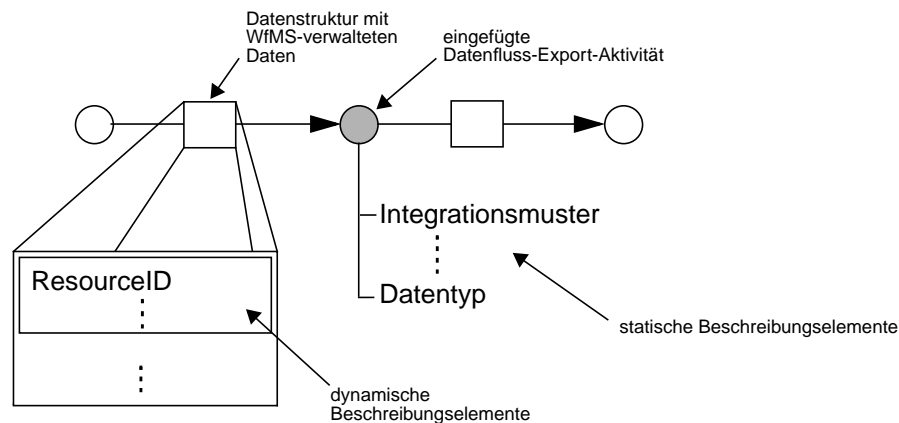 Datenstruktur mit
WfMS-verwalteten
Daten
eingefügte
Datenfluss-Export-Aktivität
Integrationsmuster
Datentyp
ResourceID
statische Beschreibungselemente
dynamische
Beschreibungselemente